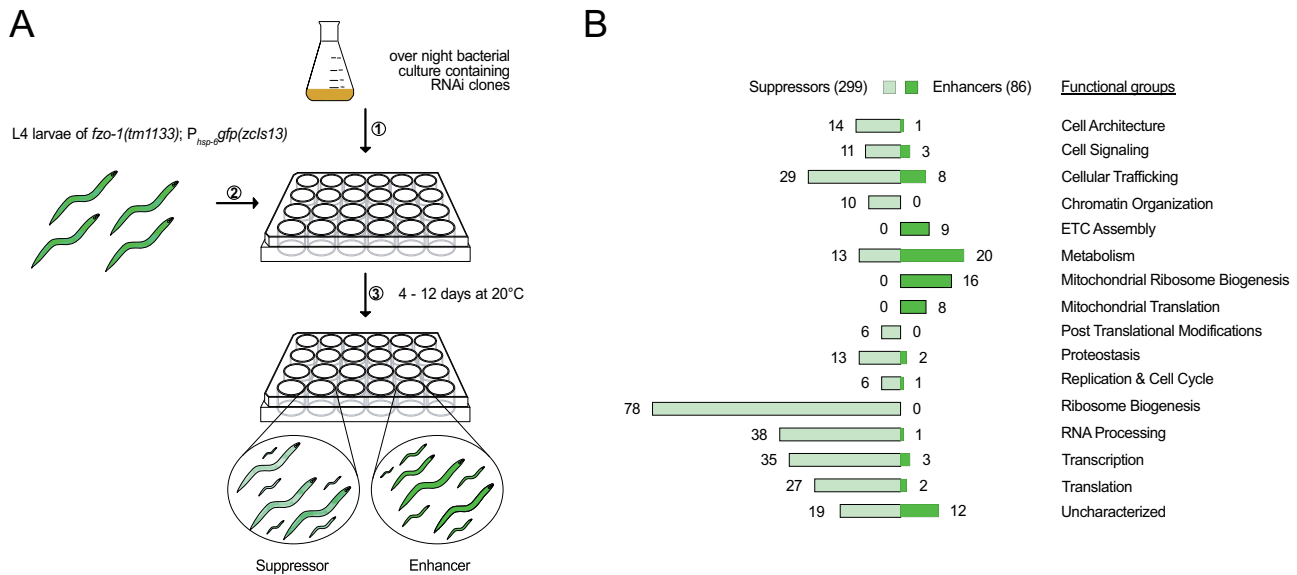 A
over night bacterial
culture containing
RNAi clones
①
L4 larvae of fzo-1(tm1133); Phsp-6gfp(zcIs13)
②
③ 4 - 12 days at 20°C
Suppressor Enhancer
B
Suppressors (299) Enhancers (86) Functional groups
14 1 Cell Architecture
11 3 Cell Signaling
29 8 Cellular Trafficking
10 0 Chromatin Organization
0 9 ETC Assembly
13 20 Metabolism
0 16 Mitochondrial Ribosome Biogenesis
0 8 Mitochondrial Translation
6 0 Post Translational Modifications
13 2 Proteostasis
6 1 Replication & Cell Cycle
78 0 Ribosome Biogenesis
38 1 RNA Processing
35 3 Transcription
27 2 Translation
19 12 Uncharacterized